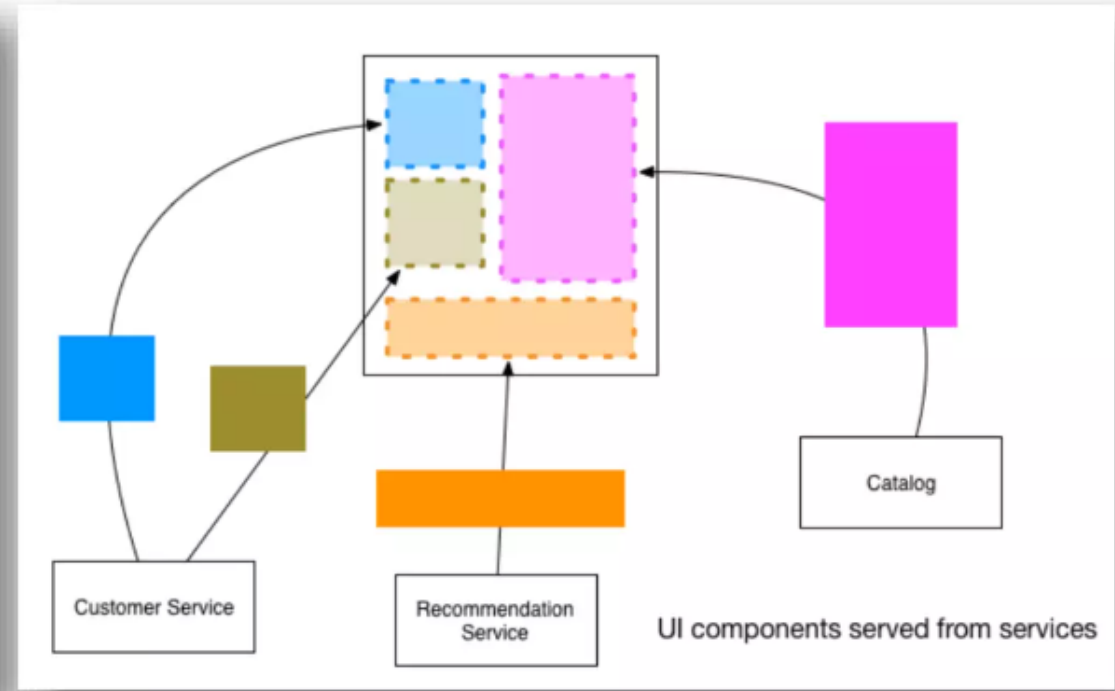 Catalog
Customer Service
Recommendation
Service
UI components served from services